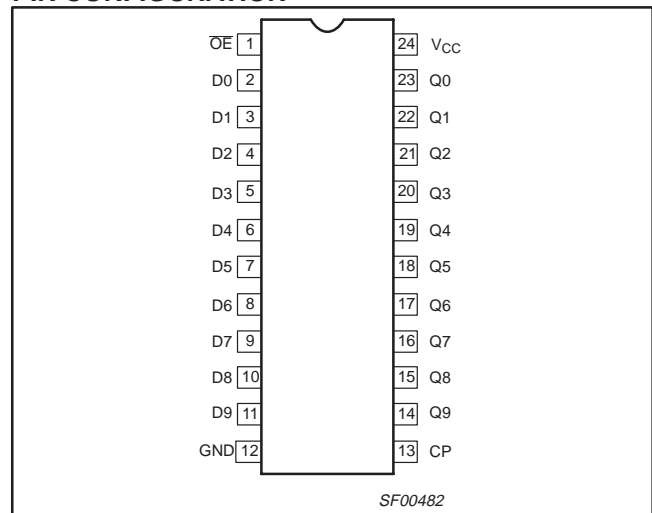 PIN CONFIGURATION
O̅E̅ 1 24 VCC
D0 2 23 Q0
D1 3 22 Q1
D2 4 21 Q2
D3 5 20 Q3
D4 6 19 Q4
D5 7 18 Q5
D6 8 17 Q6
D7 9 16 Q7
D8 10 15 Q8
D9 11 14 Q9
GND 12 13 CP
SF00482